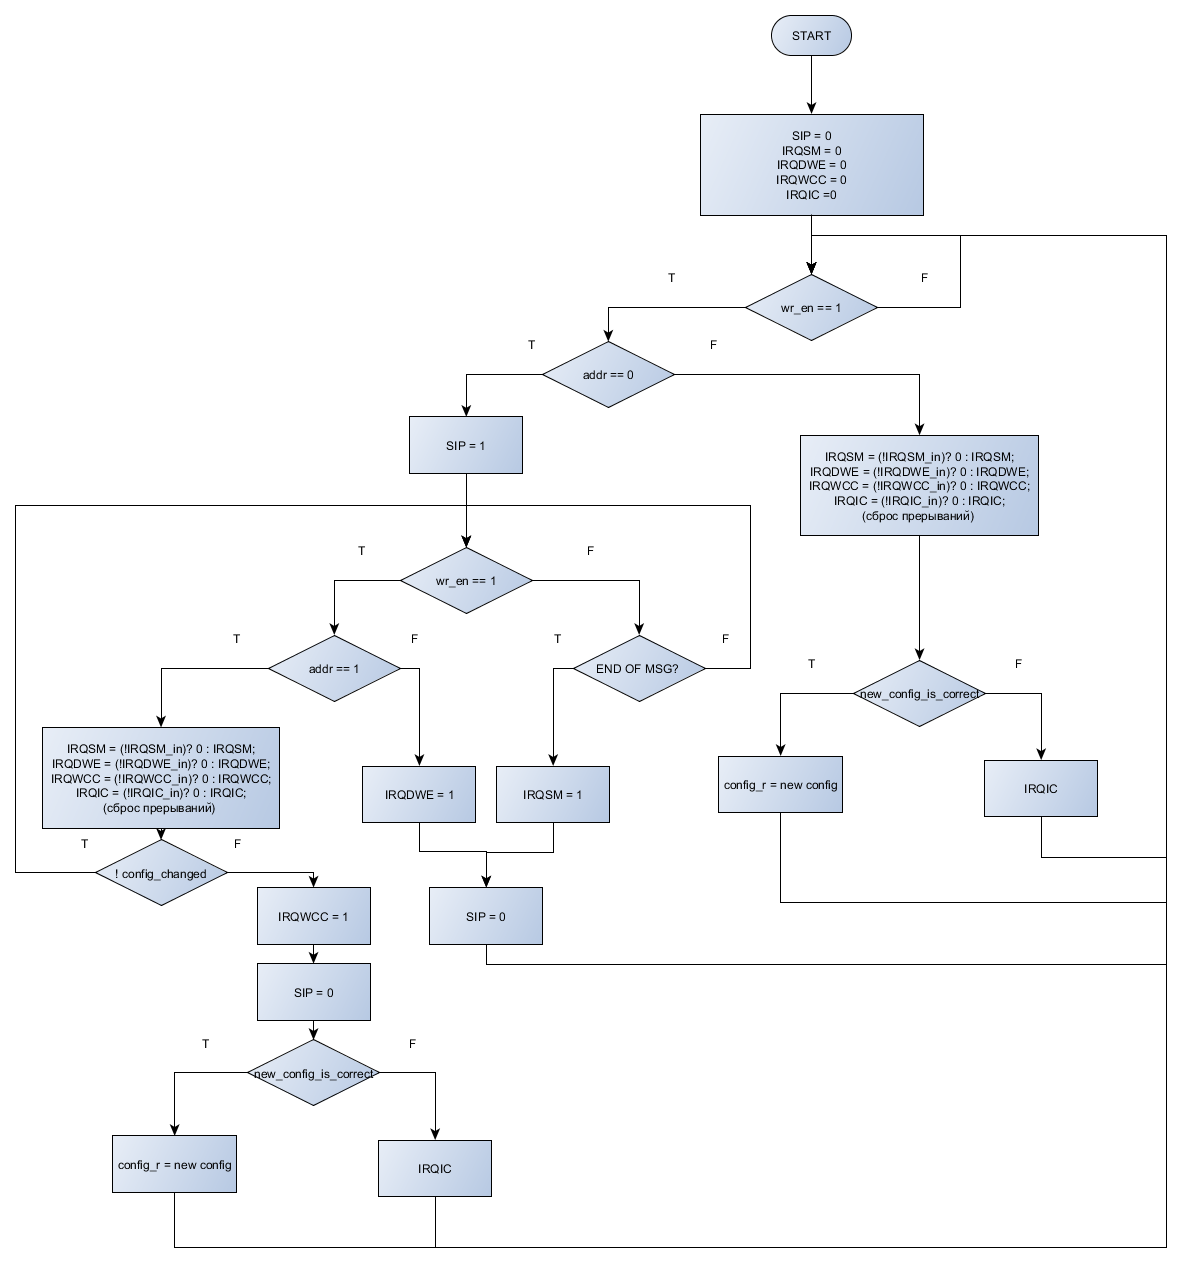 START
SIP = 0
IRQSM = 0
IRQDWE = 0
IRQWCC = 0
IRQIC =0
T
F
wr_en == 1
T
F
addr == 0
SIP = 1
IRQSM = (!IRQSM_in)? 0 : IRQSM;
IRQDWE = (!IRQDWE_in)? 0 : IRQDWE;
IRQWCC = (!IRQWCC_in)? 0 : IRQWCC;
IRQIC = (!IRQIC_in)? 0 : IRQIC;
(сброс прерываний)
T
F
wr_en == 1
T
F
addr == 1
T
F
END OF MSG?
T
F
new_config_is_correct
IRQSM = (!IRQSM_in)? 0 : IRQSM;
IRQDWE = (!IRQDWE_in)? 0 : IRQDWE;
IRQWCC = (!IRQWCC_in)? 0 : IRQWCC;
IRQIC = (!IRQIC_in)? 0 : IRQIC;
(сброс прерываний)
IRQDWE = 1
IRQSM = 1
config_r = new config
IRQIC
T
F
! config_changed
IRQWCC = 1
SIP = 0
SIP = 0
T
F
new_config_is_correct
config_r = new config
IRQIC